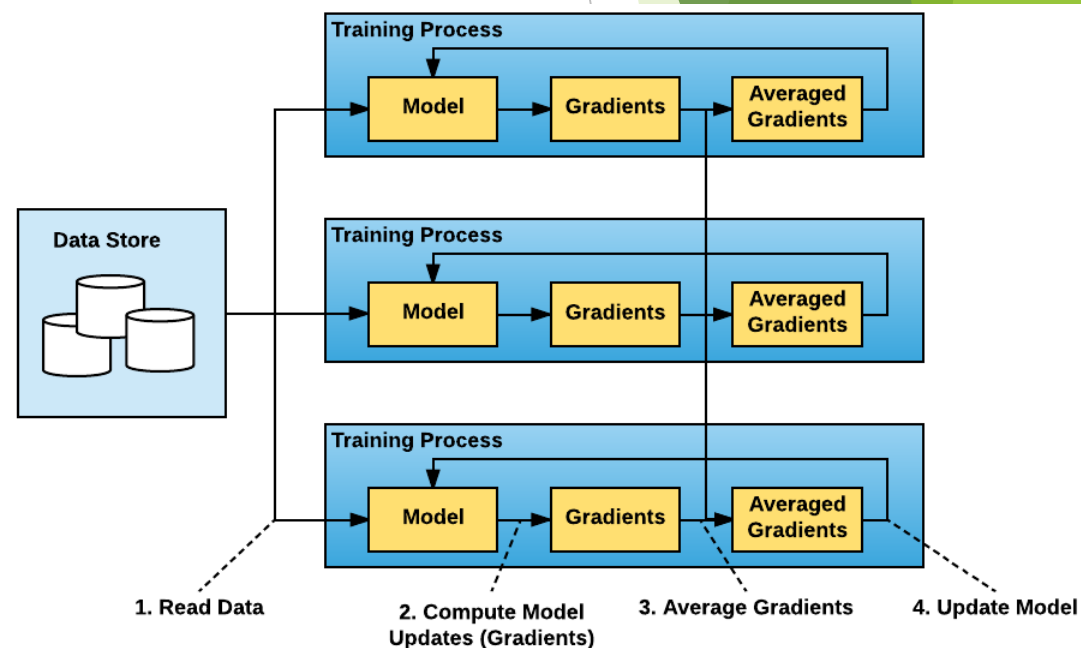 Training Process
Model
Gradients
Averaged
Gradients
Data Store
Training Process
Model
Gradients
Averaged
Gradients
Training Process
Model
Gradients
Averaged
Gradients
1. Read Data
2. Compute Model
Updates (Gradients)
3. Average Gradients
4. Update Model